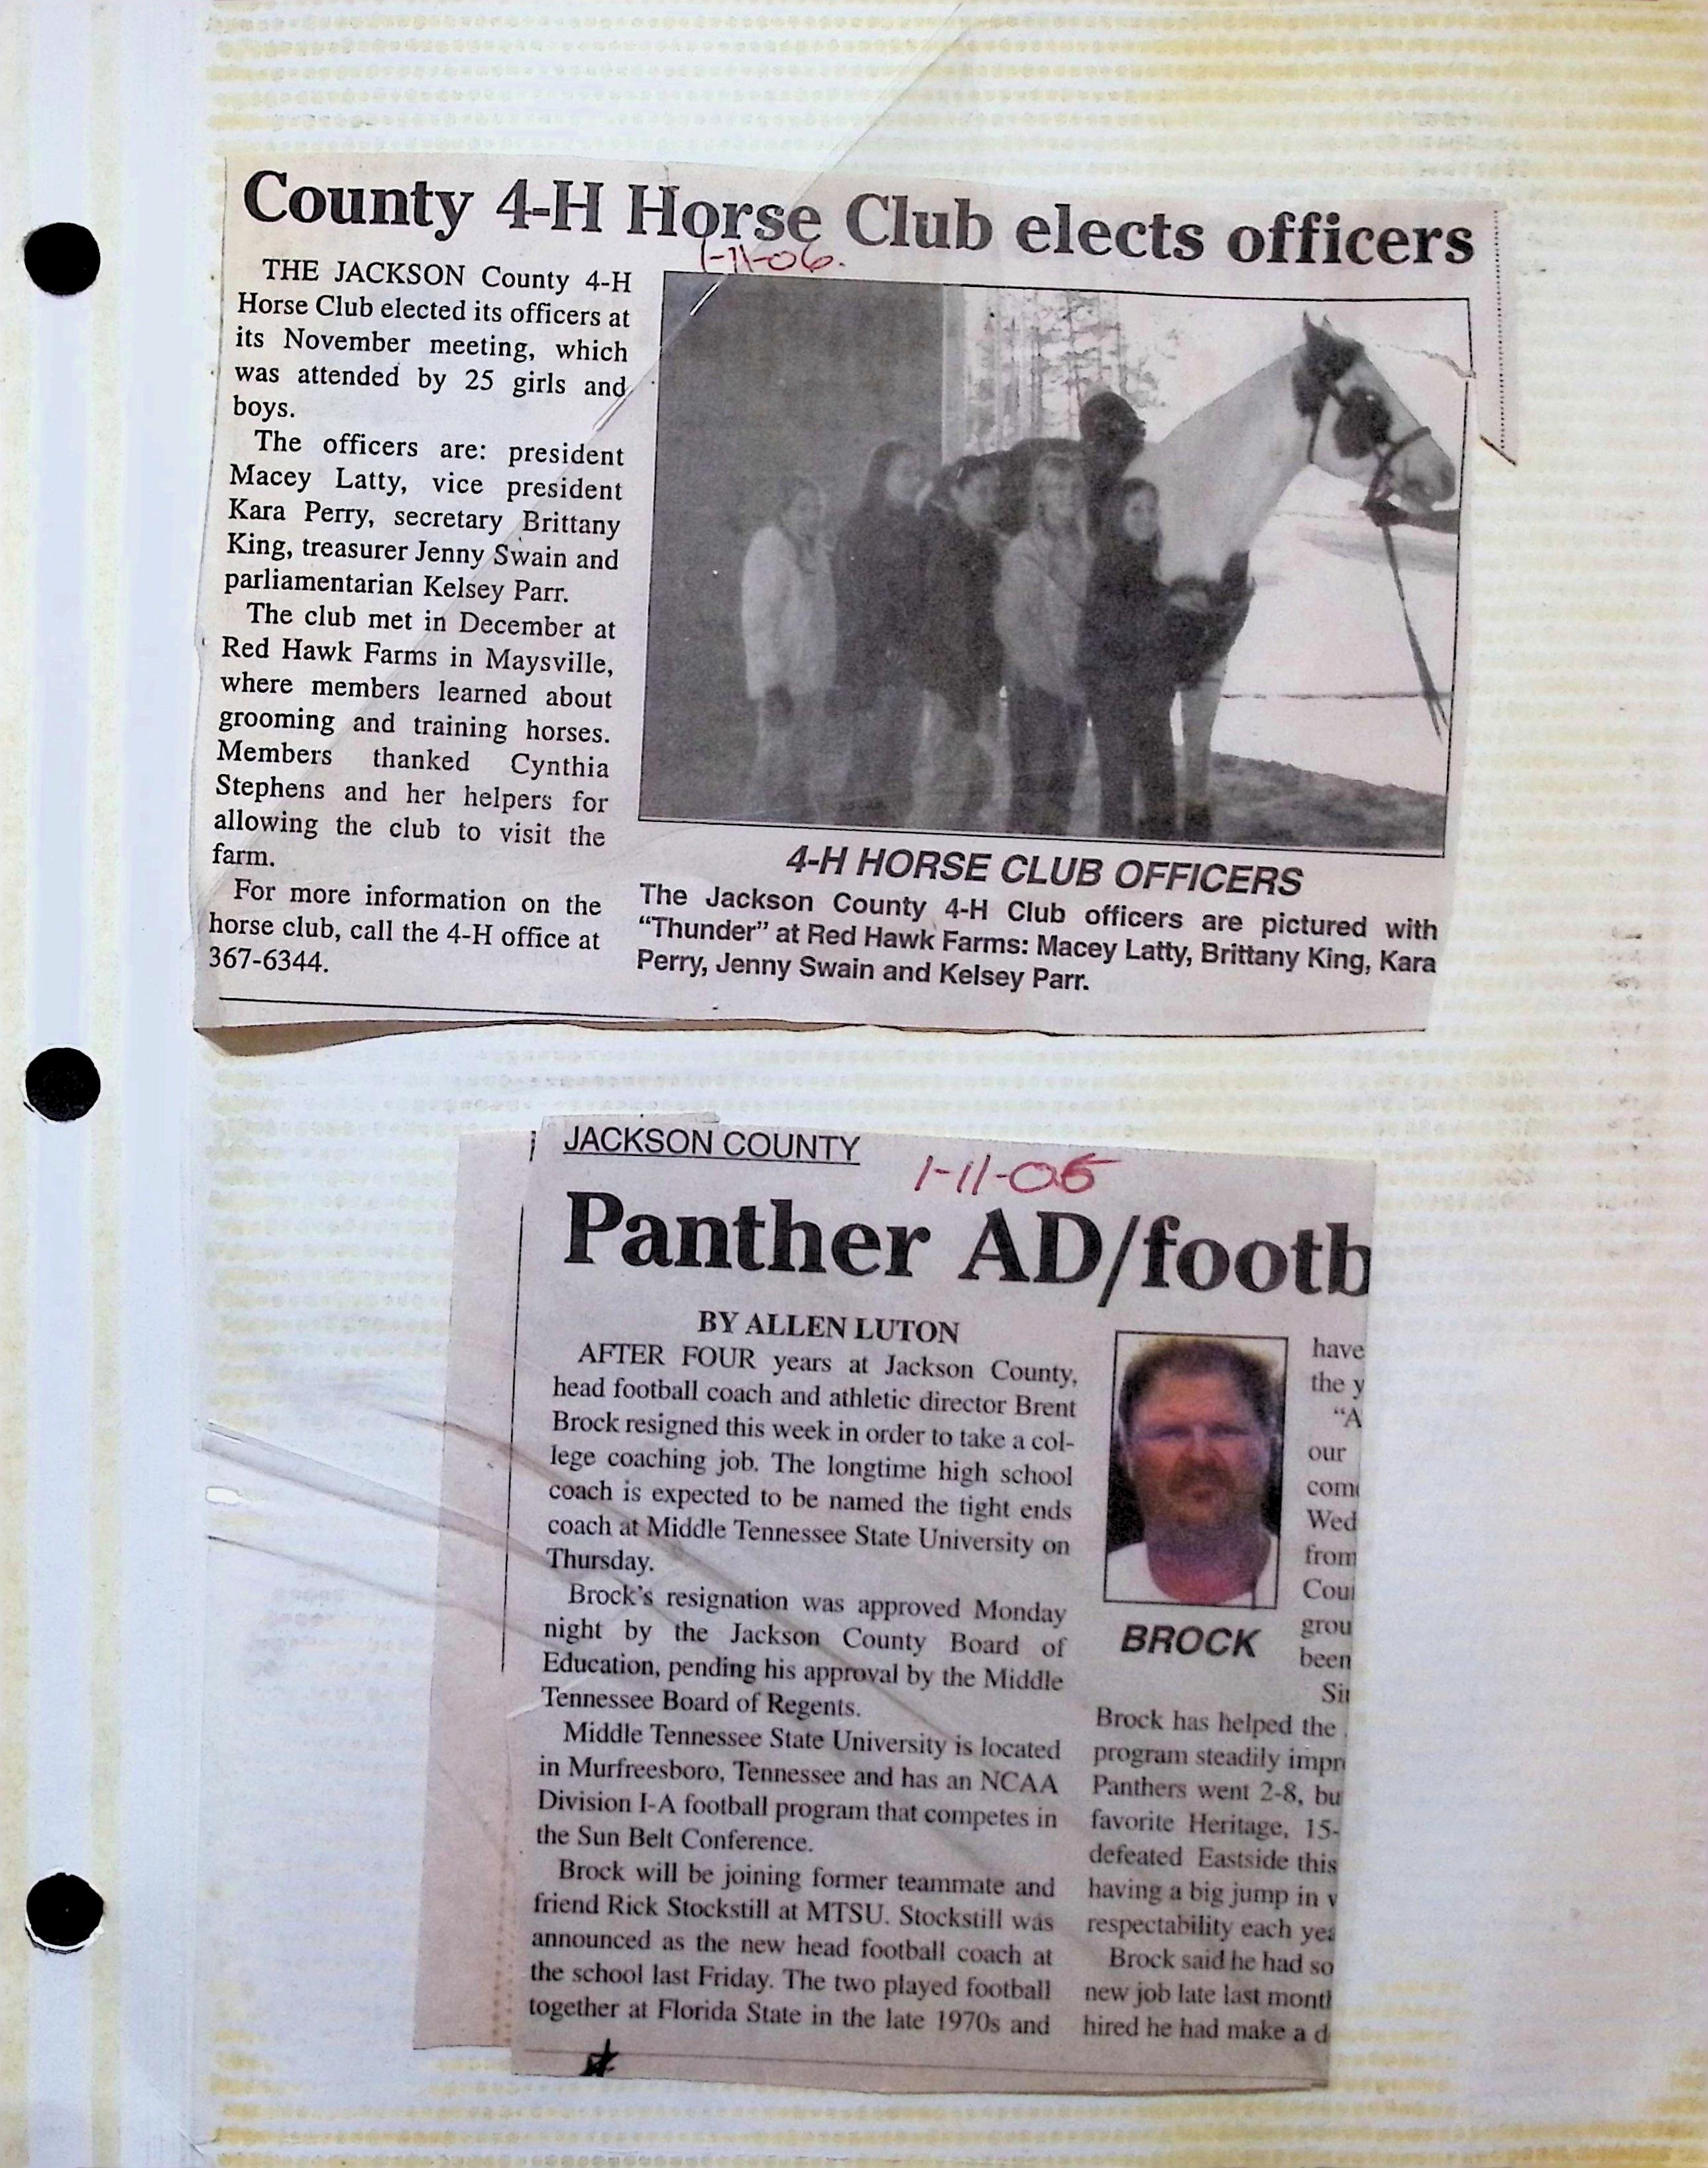 County 4-H Horse Club elects officers
1-11-06.
THE JACKSON County 4-H
Horse Club elected its officers at
its November meeting, which
was attended by 25 girls and
boys.
The officers are: president
Macey Latty, vice president
Kara Perry, secretary Brittany
King, treasurer Jenny Swain and
parliamentarian Kelsey Parr.
The club met in December at
Red Hawk Farms in Maysville,
where members learned about
grooming and training horses.
Members thanked Cynthia
Stephens and her helpers for
allowing the club to visit the
farm.
For more information on the
horse club, call the 4-H office at
367-6344.
4-H HORSE CLUB OFFICERS
The Jackson County 4-H Club officers are pictured with
“Thunder” at Red Hawk Farms: Macey Latty, Brittany King, Kara
Perry, Jenny Swain and Kelsey Parr.
JACKSON COUNTY
1-11-05
Panther AD/footb
BY ALLEN LUTON
AFTER FOUR years at Jackson County,
head football coach and athletic director Brent
Brock resigned this week in order to take a col-
lege coaching job. The longtime high school
coach is expected to be named the tight ends
coach at Middle Tennessee State University on
Thursday.
Brock’s resignation was approved Monday
night by the Jackson County Board of
Education, pending his approval by the Middle
Tennessee Board of Regents.
Middle Tennessee State University is located
in Murfreesboro, Tennessee and has an NCAA
Division I-A football program that competes in
the Sun Belt Conference.
Brock will be joining former teammate and
friend Rick Stockstill at MTSU. Stockstill was
announced as the new head football coach at
the school last Friday. The two played football
together at Florida State in the late 1970s and
BROCK
have
the y
“A
our
com
Wed
from
Cou
grou
been
Si
Brock has helped the
program steadily impr
Panthers went 2-8, bu
favorite Heritage, 15-
defeated Eastside this
having a big jump in v
respectability each yea
Brock said he had so
new job late last mont
hired he had make a d